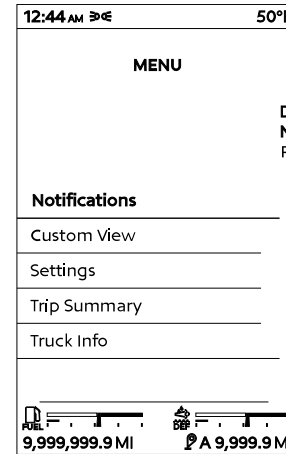 12:44 AM 50°
MENU
D
N
F
Notifications
Custom View
Settings
Trip Summary
Truck Info
FUEL DEF
9,999,999.9 MI A 9,999.9 M